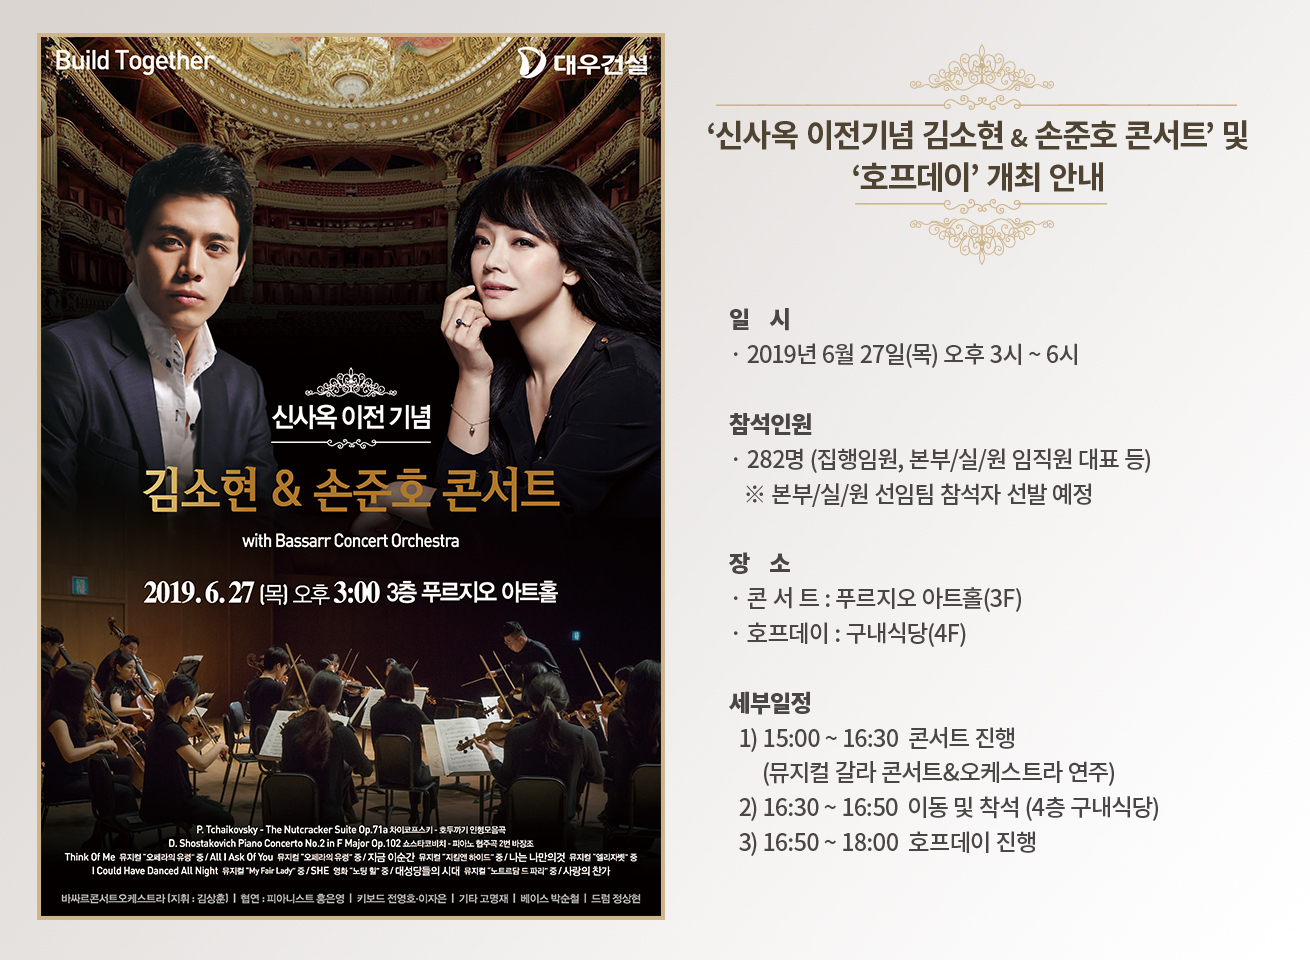 Build Together
대우건설
신사옥 이전 기념
김소현 & 손준호 콘서트
with Bassarr Concert Orchestra
2019. 6. 27 (목) 오후 3:00 3층 푸르지오 아트홀
P. Tchaikovsky - The Nutcracker Suite Op.71a 차이코프스키 - 호두까기 인형모음곡
D. Shostakovich Piano Concerto No.2 in F Major Op.102 쇼스타코비치 - 피아노 협주곡 2번 바장조
Think Of Me 뮤지컬 "오페라의 유령" 중 / All I Ask Of You 뮤지컬 "오페라의 유령" 중 / 지금 이순간 뮤지컬 "지킬앤 하이드" 중 / 나는 나만의것 뮤지컬 "엘리자벳" 중
I Could Have Danced All Night 뮤지컬 "My Fair Lady" 중 / SHE 영화 "노팅 힐" 중 / 대성당들의 시대 뮤지컬 "노트르담 드 파리" 중 / 사랑의 찬가
바싸르콘서트오케스트라 (지휘 : 김상훈) | 협연 : 피아니스트 홍은영 | 키보드 전영호·이자은 | 기타 고명재 | 베이스 박순철 | 드럼 정상현
‘신사옥 이전기념 김소현 & 손준호 콘서트’ 및
‘호프데이’ 개최 안내
일 시
· 2019년 6월 27일(목) 오후 3시 ~ 6시
참석인원
· 282명 (집행임원, 본부/실/원 임직원 대표 등)
※ 본부/실/원 선임팀 참석자 선발 예정
장 소
· 콘 서 트 : 푸르지오 아트홀(3F)
· 호프데이 : 구내식당(4F)
세부일정
1) 15:00 ~ 16:30 콘서트 진행
(뮤지컬 갈라 콘서트&오케스트라 연주)
2) 16:30 ~ 16:50 이동 및 착석 (4층 구내식당)
3) 16:50 ~ 18:00 호프데이 진행